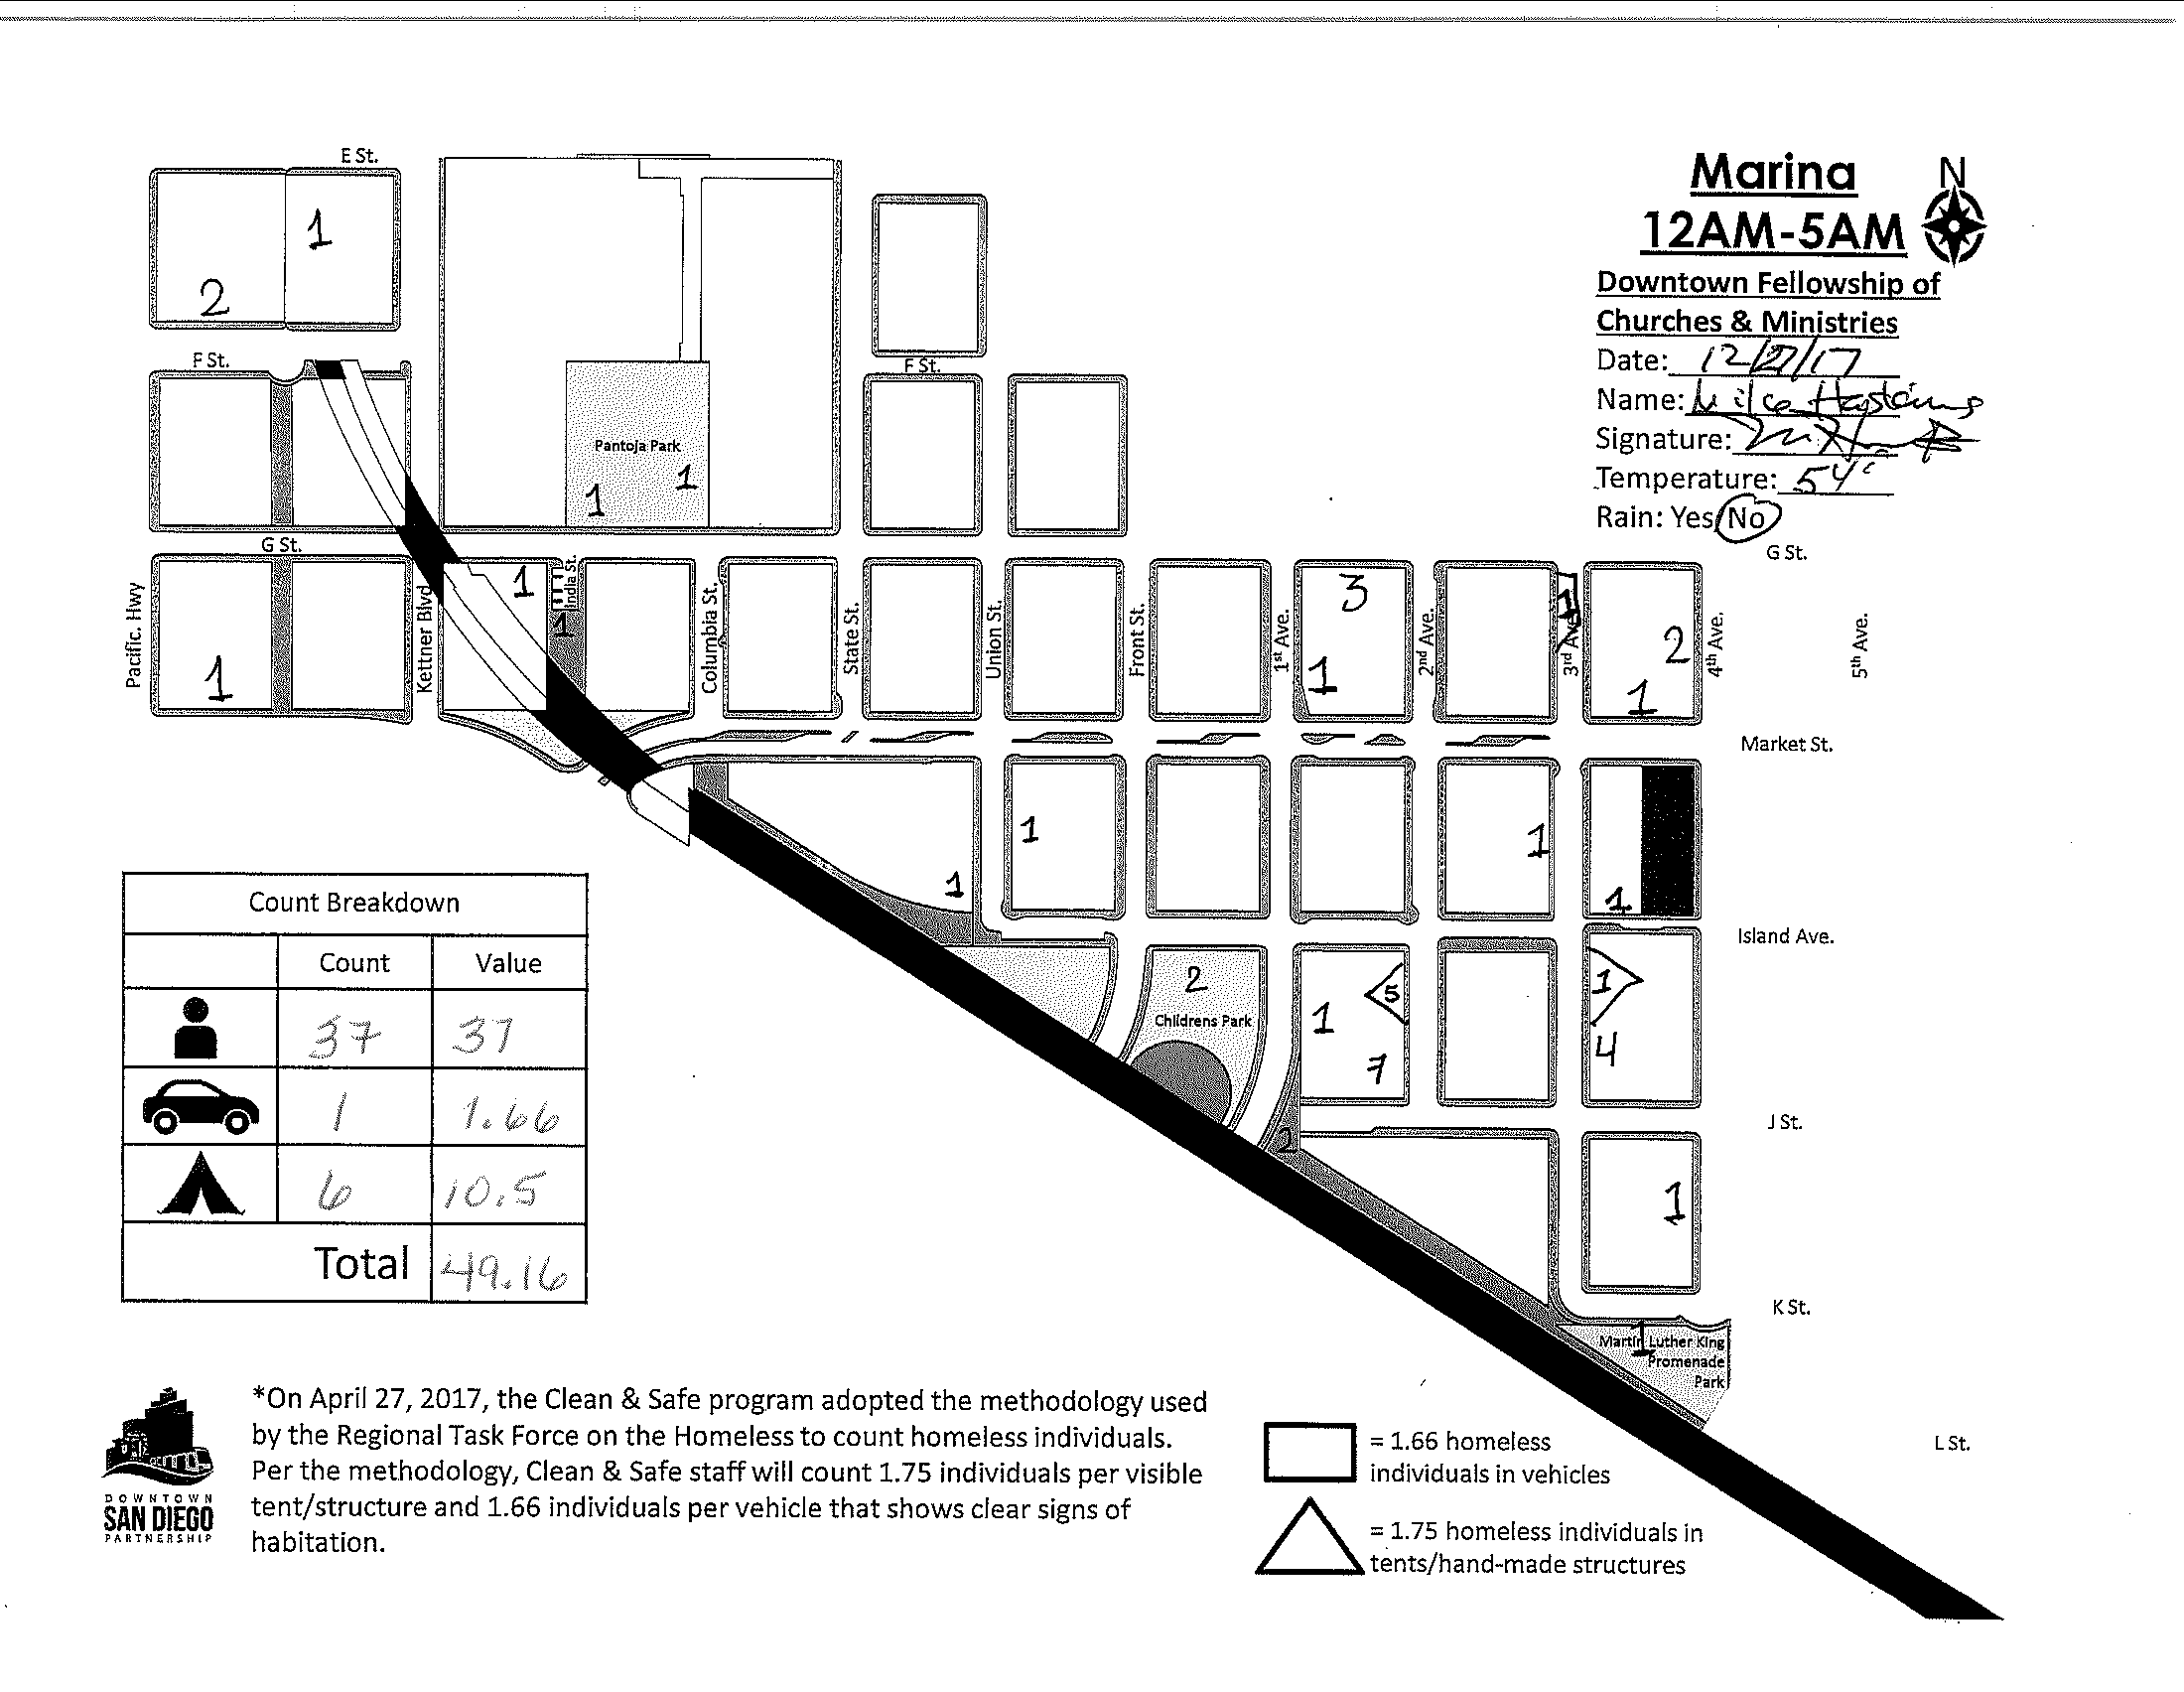 E St.
Marina
N
12AM-5AM
Downtown Fellowship of
Churches & Ministries
Date: 12/27/17
Name: Hastings
Signature:
Temperature: 54°
Rain: Yes No
1
2
F St.
F St.
Pantoja Park
1
1
G St.
G St.
Pacific. Hwy
Kettner Blvd
India St.
Columbia St.
State St.
Union St.
Front St.
1st Ave.
2nd Ave.
3rd Ave.
4th Ave.
5th Ave.
1
1
1
3
1
1
2
1
Market St.
1
1
1
1
Island Ave.
2
Childrens Park
1
5
7
1
4
J St.
2
1
K St.
1
Martin Luther King
Promenade
Park
L St.
Count Breakdown
Count Value
37 37
1 1.66
6 10.5
Total 49.16
DOWNTOWN
SAN DIEGO
PARTNERSHIP
*On April 27, 2017, the Clean & Safe program adopted the methodology used
by the Regional Task Force on the Homeless to count homeless individuals.
Per the methodology, Clean & Safe staff will count 1.75 individuals per visible
tent/structure and 1.66 individuals per vehicle that shows clear signs of
habitation.
= 1.66 homeless
individuals in vehicles
= 1.75 homeless individuals in
tents/hand-made structures